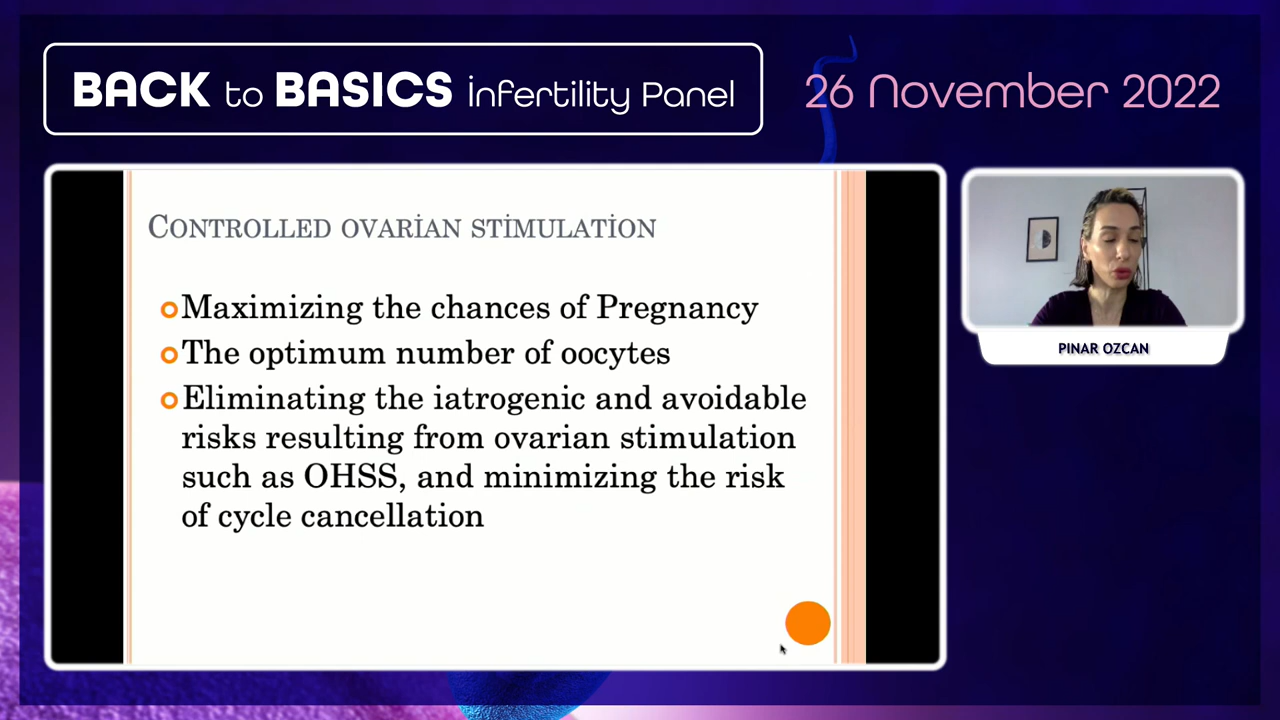 BACK to BASICS infertility Panel
26 November 2022
CONTROLLED OVARİAN STİMULATİON
Maximizing the chances of Pregnancy
The optimum number of oocytes
Eliminating the iatrogenic and avoidable
risks resulting from ovarian stimulation
such as OHSS, and minimizing the risk
of cycle cancellation
PINAR OZCAN